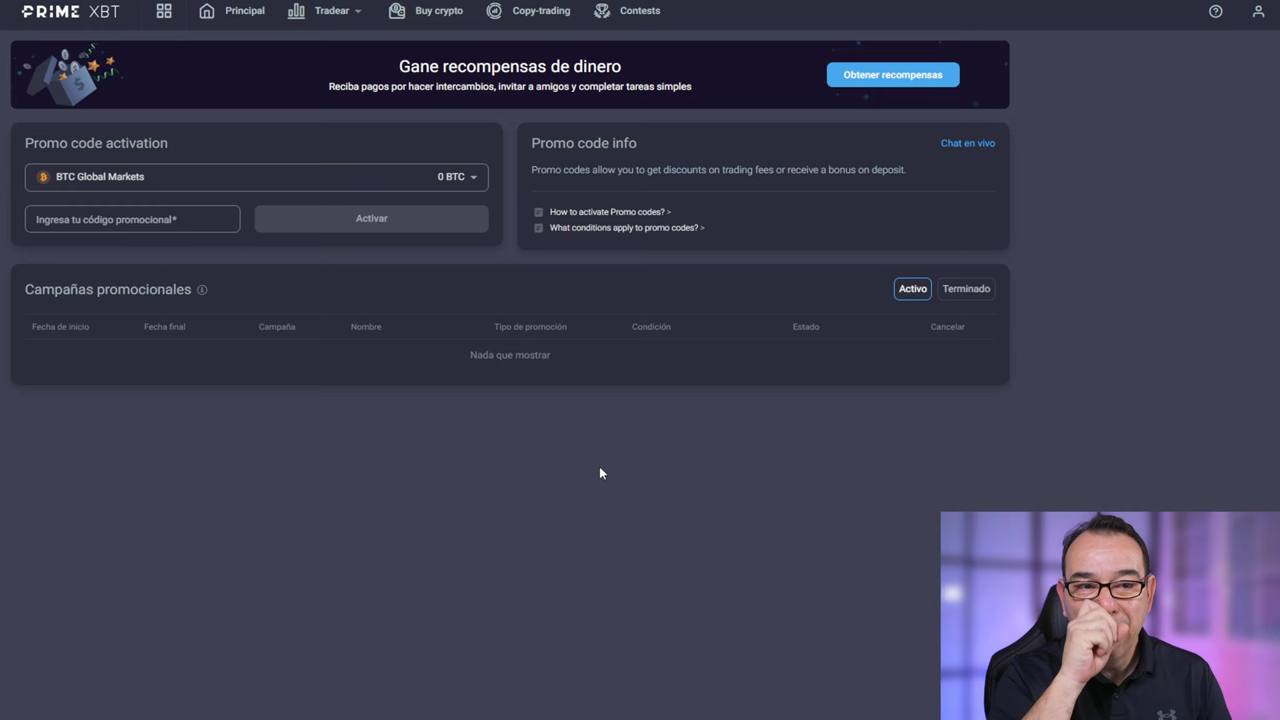 PRIME XBT
Principal
Tradear
Buy crypto
Copy-trading
Contests
Gane recompensas de dinero
Reciba pagos por hacer intercambios, invitar a amigos y completar tareas simples
Obtener recompensas
Promo code activation
BTC Global Markets 0 BTC
Ingresa tu código promocional* Activar
Promo code info Chat en vivo
Promo codes allow you to get discounts on trading fees or receive a bonus on deposit.
How to activate Promo codes? >
What conditions apply to promo codes? >
Campañas promocionales Activo Terminado
Fecha de inicio Fecha final Campaña Nombre Tipo de promoción Condición Estado Cancelar
Nada que mostrar